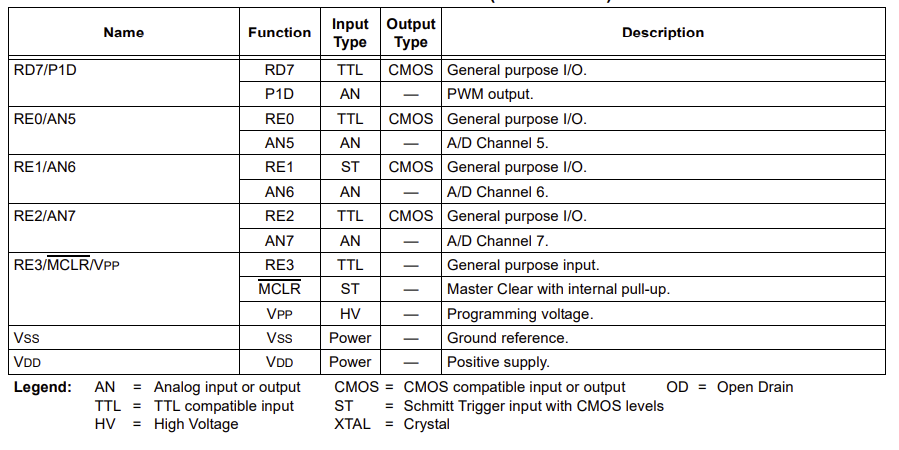 Name Function Input Type Output Type Description
RD7/P1D RD7 TTL CMOS General purpose I/O.
P1D AN — PWM output.
RE0/AN5 RE0 TTL CMOS General purpose I/O.
AN5 AN — A/D Channel 5.
RE1/AN6 RE1 ST CMOS General purpose I/O.
AN6 AN — A/D Channel 6.
RE2/AN7 RE2 TTL CMOS General purpose I/O.
AN7 AN — A/D Channel 7.
RE3/MCLR/VPP RE3 TTL — General purpose input.
MCLR ST — Master Clear with internal pull-up.
VPP HV — Programming voltage.
VSS VSS Power — Ground reference.
VDD VDD Power — Positive supply.
Legend: AN = Analog input or output CMOS = CMOS compatible input or output OD = Open Drain
TTL = TTL compatible input ST = Schmitt Trigger input with CMOS levels
HV = High Voltage XTAL = Crystal